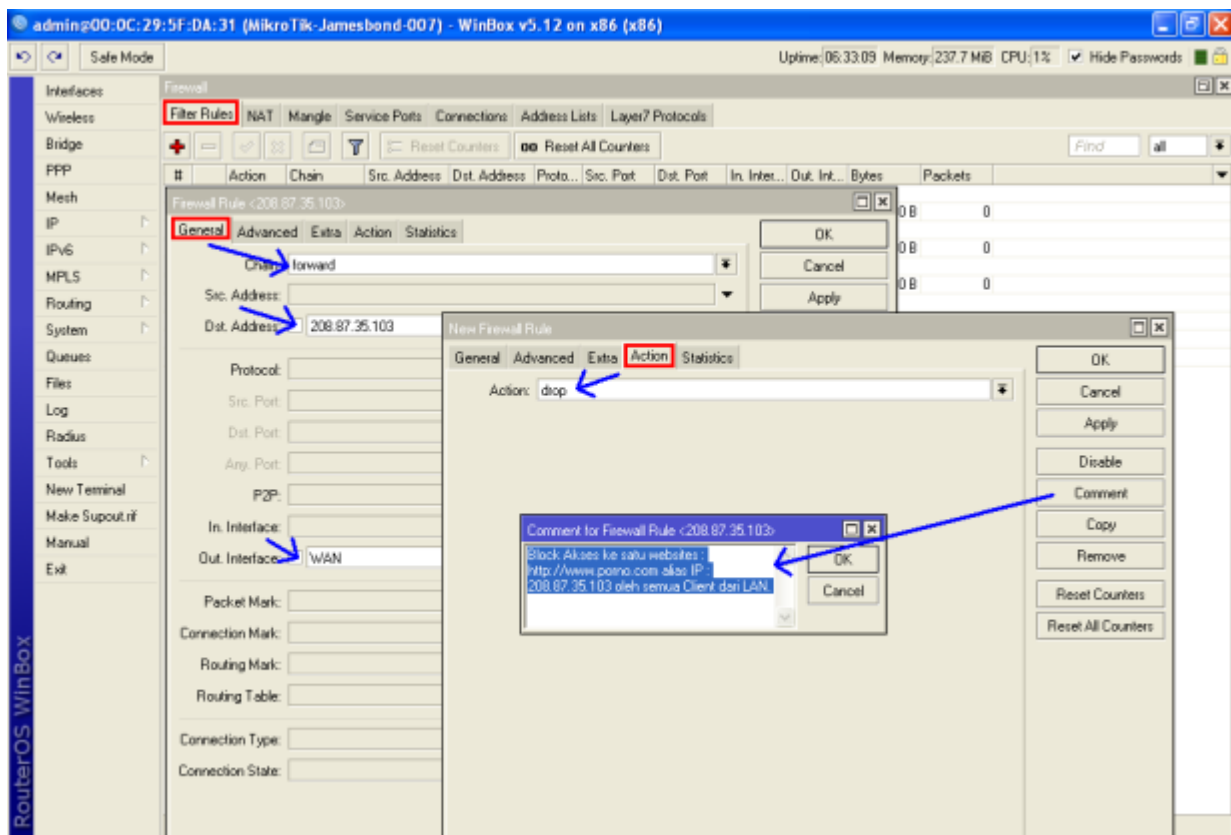 admin@00:0C:29:5F:DA:31 (MikroTik-Jamesbond-007) - WinBox v5.12 on x86 (x86)
Safe Mode
Uptime: 06:33:09 Memory: 237.7 MiB CPU: 1% Hide Passwords
Interfaces
Wireless
Bridge
PPP
Mesh
IP
IPv6
MPLS
Routing
System
Queues
Files
Log
Radius
Tools
New Terminal
Make Supout.rif
Manual
Exit
RouterOS WinBox
Firewall
Filter Rules NAT Mangle Service Ports Connections Address Lists Layer7 Protocols
Reset Counters 00 Reset All Counters Find all
# Action Chain Src. Address Dst. Address Proto... Src. Port Dst. Port In. Inter... Out. Int... Bytes Packets
0 B 0
0 B 0
0 B 0
Firewall Rule <208.87.35.103>
General Advanced Extra Action Statistics
OK
Cancel
Apply
Chain: forward
Src. Address:
Dst. Address: 208.87.35.103
Protocol:
Src. Port:
Dst. Port:
Any. Port:
P2P:
In. Interface:
Out. Interface: WAN
Packet Mark:
Connection Mark:
Routing Mark:
Routing Table:
Connection Type:
Connection State:
New Firewall Rule
General Advanced Extra Action Statistics
Action: drop
OK
Cancel
Apply
Disable
Comment
Copy
Remove
Reset Counters
Reset All Counters
Comment for Firewall Rule <208.87.35.103>
Block Akses ke satu websites :
http://www.porno.com alias IP :
208.87.35.103 oleh semua Client dari LAN.
OK
Cancel